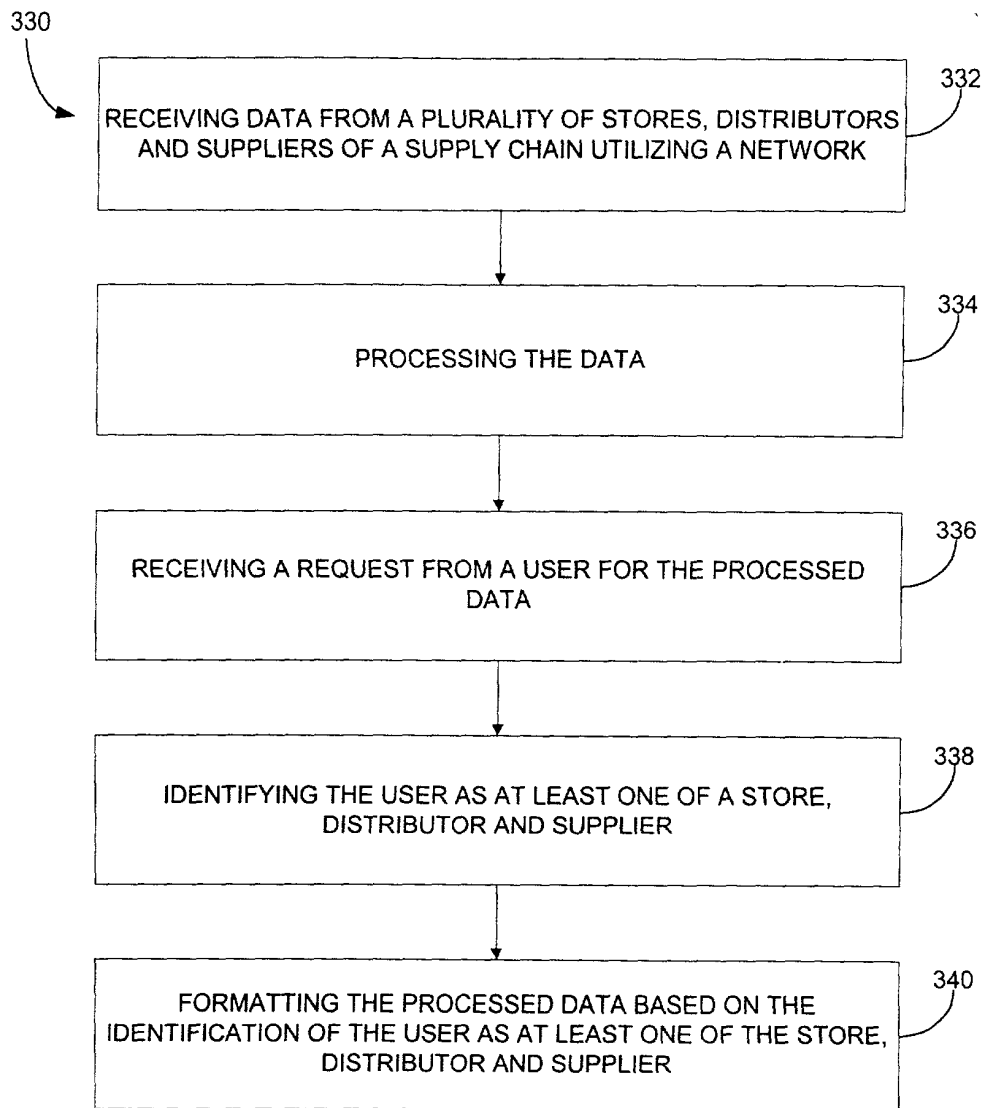 330
332
RECEIVING DATA FROM A PLURALITY OF STORES, DISTRIBUTORS
AND SUPPLIERS OF A SUPPLY CHAIN UTILIZING A NETWORK
334
PROCESSING THE DATA
336
RECEIVING A REQUEST FROM A USER FOR THE PROCESSED
DATA
338
IDENTIFYING THE USER AS AT LEAST ONE OF A STORE,
DISTRIBUTOR AND SUPPLIER
340
FORMATTING THE PROCESSED DATA BASED ON THE
IDENTIFICATION OF THE USER AS AT LEAST ONE OF THE STORE,
DISTRIBUTOR AND SUPPLIER